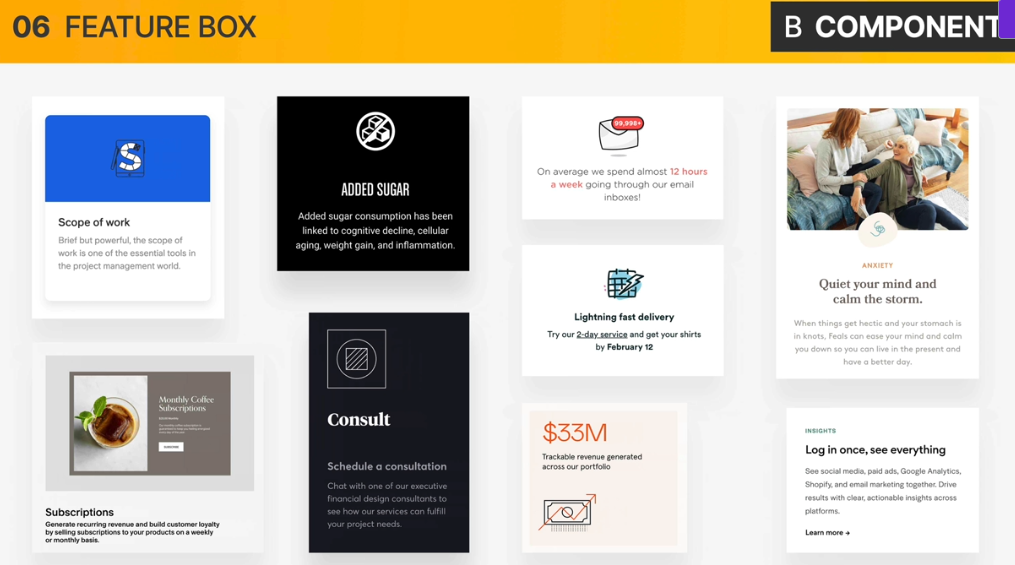 06 FEATURE BOX
B COMPONENT
S
Scope of work
Brief but powerful, the scope of
work is one of the essential tools in
the project management world.
Monthly Coffee
Subscriptions
Subscriptions
Generate recurring revenue and build customer loyalty
by selling subscriptions to your products on a weekly
or monthly basis.
ADDED SUGAR
Added sugar consumption has been
linked to cognitive decline, cellular
aging, weight gain, and inflammation.
Consult
Schedule a consultation
Chat with one of our executive
financial design consultants to
see how our services can fulfill
your project needs.
99,999+
On average we spend almost 12 hours
a week going through our email
inboxes!
Lightning fast delivery
Try our 2-day service and get your shirts
by February 12
$33M
Trackable revenue generated
across our portfolio
ANXIETY
Quiet your mind and
calm the storm.
When things get hectic and your stomach is
in knots, Feals can ease your mind and calm
you down so you can live in the present and
have a better day.
INSIGHTS
Log in once, see everything
See social media, paid ads, Google Analytics,
Shopify, and email marketing together. Drive
results with clear, actionable insights across
platforms.
Learn more →